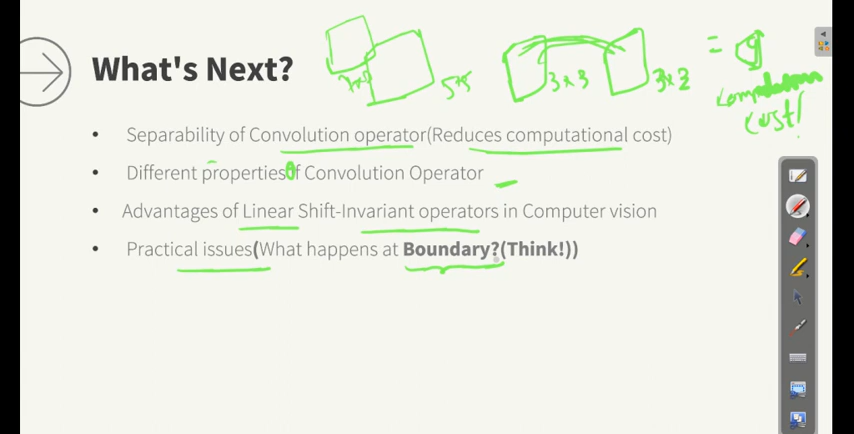 What's Next?
5*5
3 x 3
3 x 3
=
computations
cost!
• Separability of Convolution operator(Reduces computational cost)
• Different properties of Convolution Operator
• Advantages of Linear Shift-Invariant operators in Computer vision
• Practical issues(What happens at Boundary?(Think!))